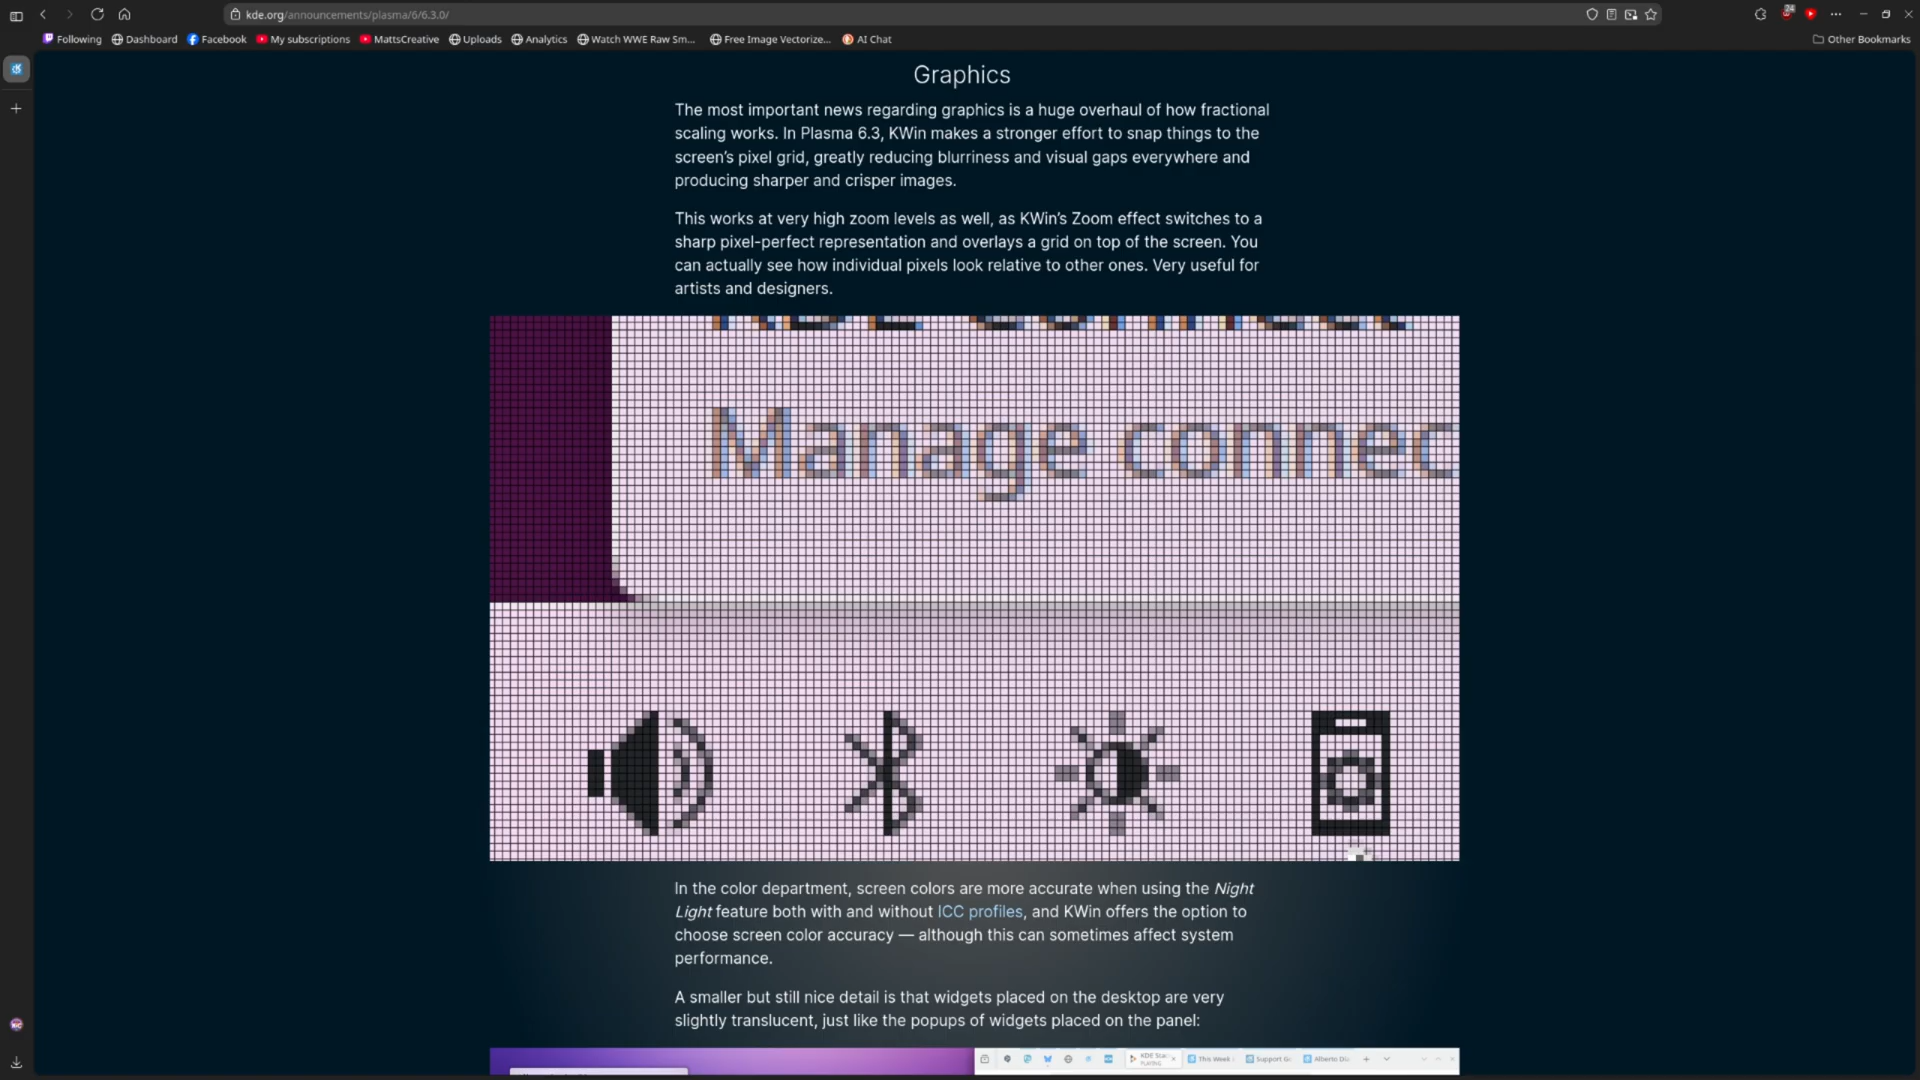 kde.org/announcements/plasma/6/6.3.0/
24
Following Dashboard Facebook My subscriptions MattsCreative Uploads Analytics Watch WWE Raw Sm... Free Image Vectorize... AI Chat Other Bookmarks
Graphics
The most important news regarding graphics is a huge overhaul of how fractional
scaling works. In Plasma 6.3, KWin makes a stronger effort to snap things to the
screen’s pixel grid, greatly reducing blurriness and visual gaps everywhere and
producing sharper and crisper images.
This works at very high zoom levels as well, as KWin’s Zoom effect switches to a
sharp pixel-perfect representation and overlays a grid on top of the screen. You
can actually see how individual pixels look relative to other ones. Very useful for
artists and designers.
Manage connec
In the color department, screen colors are more accurate when using the Night
Light feature both with and without ICC profiles, and KWin offers the option to
choose screen color accuracy — although this can sometimes affect system
performance.
A smaller but still nice detail is that widgets placed on the desktop are very
slightly translucent, just like the popups of widgets placed on the panel:
This Week Support Alberto